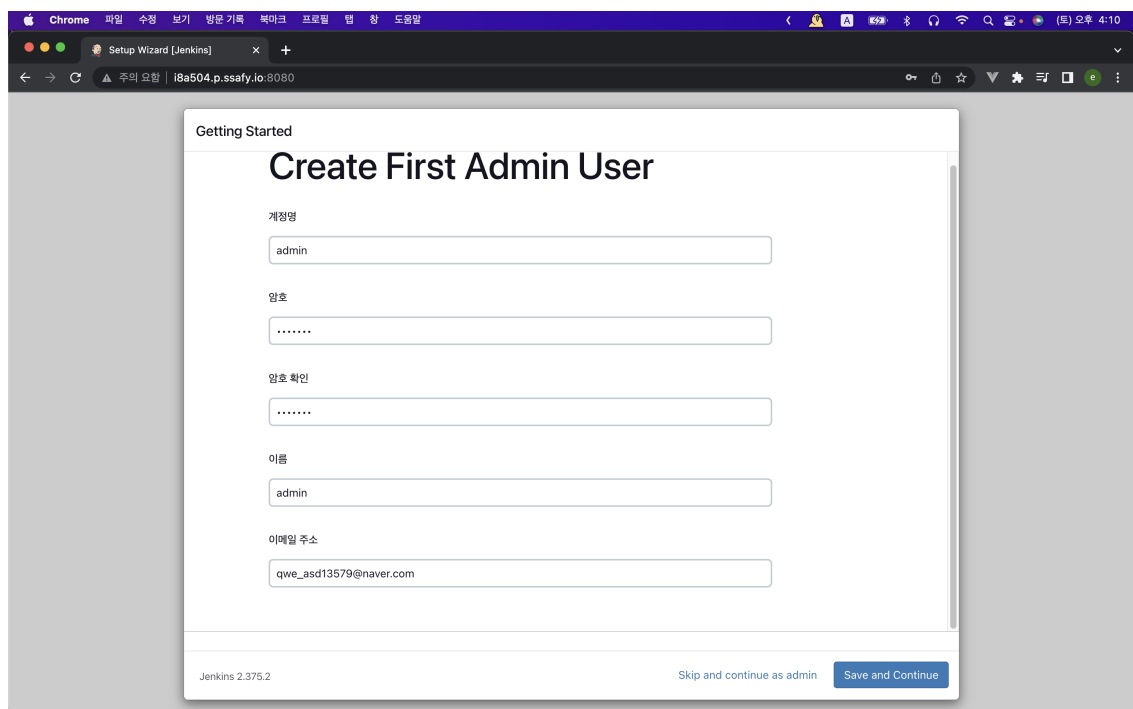 Chrome 파일 수정 보기 방문 기록 북마크 프로필 탭 창 도움말 A (토) 오후 4:10
Setup Wizard [Jenkins]
주의 요함 i8a504.p.ssafy.io:8080 e
Getting Started
Create First Admin User
계정명
admin
암호
•••••••
암호 확인
•••••••
이름
admin
이메일 주소
qwe_asd13579@naver.com
Jenkins 2.375.2 Skip and continue as admin Save and Continue